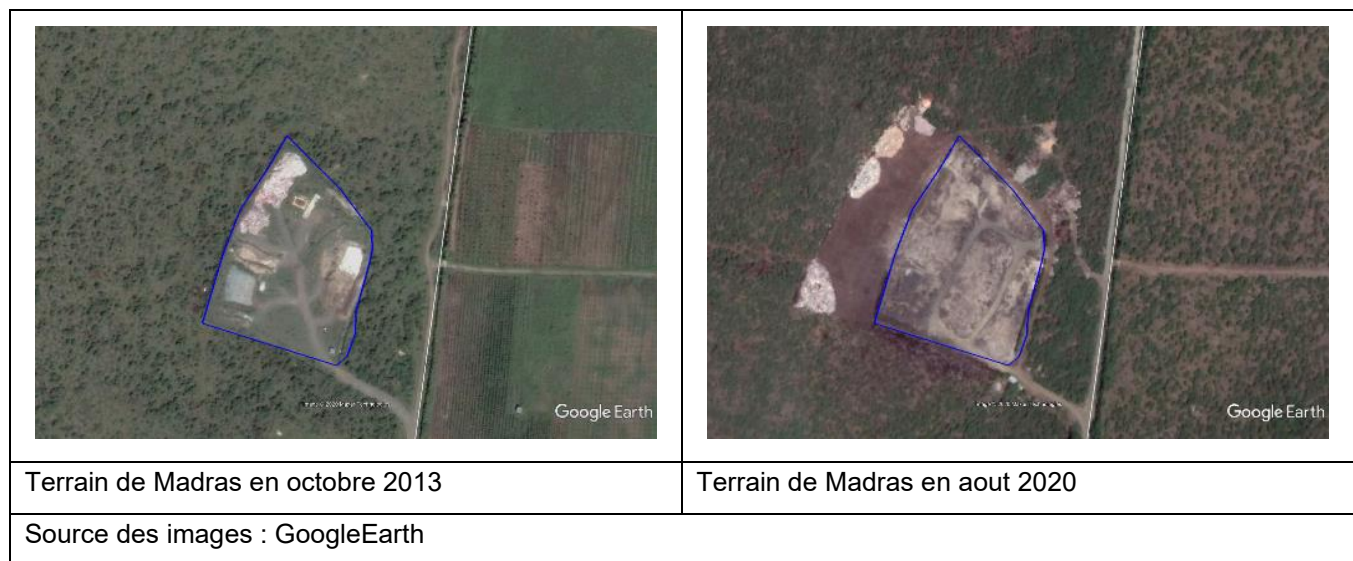 Google Earth
Google Earth
Terrain de Madras en octobre 2013
Terrain de Madras en aout 2020
Source des images : GoogleEarth